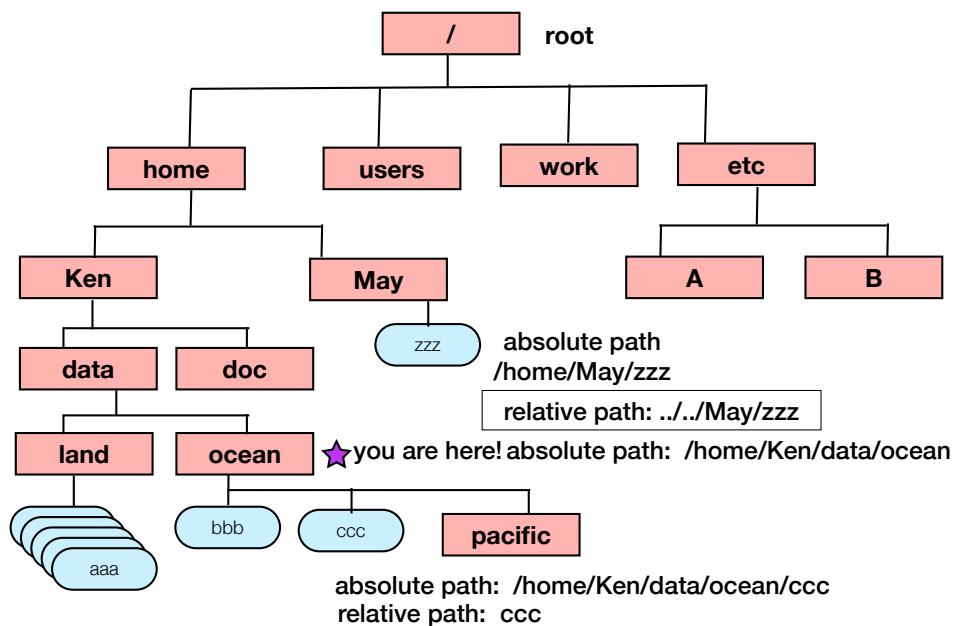 / root
home users work etc
Ken May A B
zzz absolute path
data doc /home/May/zzz
relative path: ../../May/zzz
land ocean you are here! absolute path: /home/Ken/data/ocean
bbb ccc pacific
aaa
absolute path: /home/Ken/data/ocean/ccc
relative path: ccc